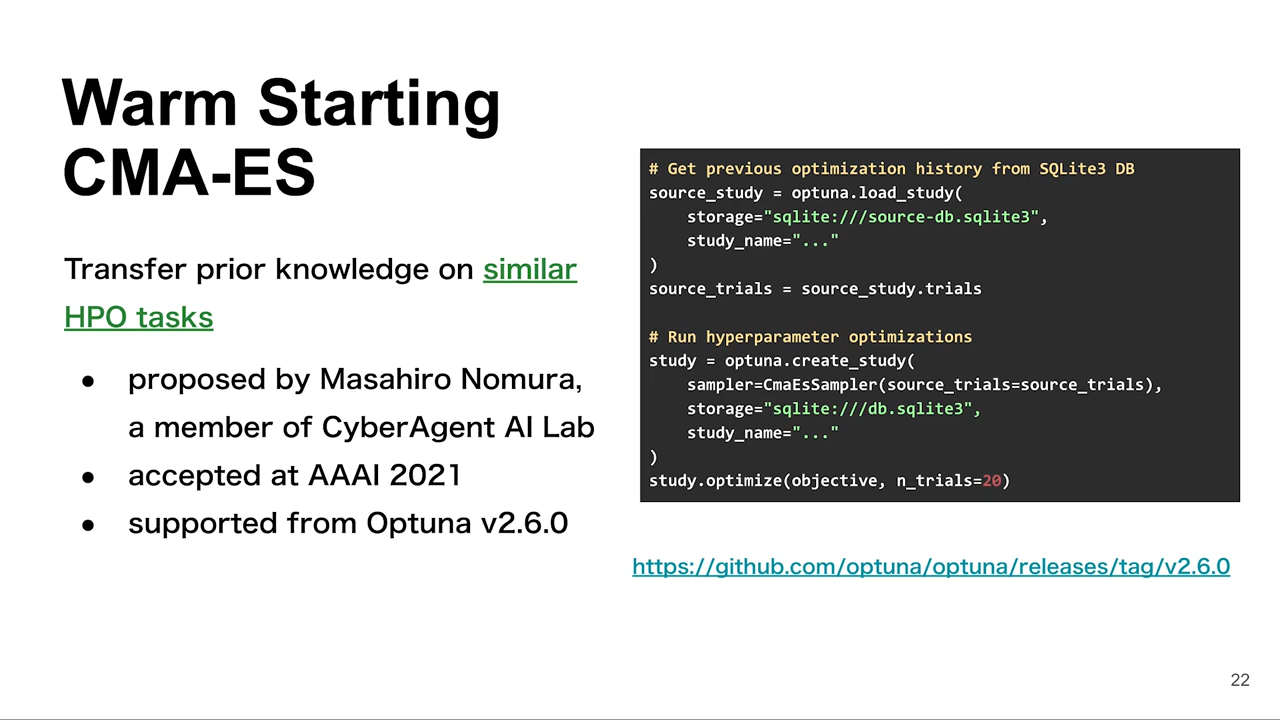 Warm Starting
CMA-ES
Transfer prior knowledge on similar
HPO tasks
● proposed by Masahiro Nomura,
a member of CyberAgent AI Lab
● accepted at AAAI 2021
● supported from Optuna v2.6.0
# Get previous optimization history from SQLite3 DB
source_study = optuna.load_study(
    storage="sqlite:///source-db.sqlite3",
    study_name="..."
)
source_trials = source_study.trials

# Run hyperparameter optimizations
study = optuna.create_study(
    sampler=CmaEsSampler(source_trials=source_trials),
    storage="sqlite:///db.sqlite3",
    study_name="..."
)
study.optimize(objective, n_trials=20)
https://github.com/optuna/optuna/releases/tag/v2.6.0
22